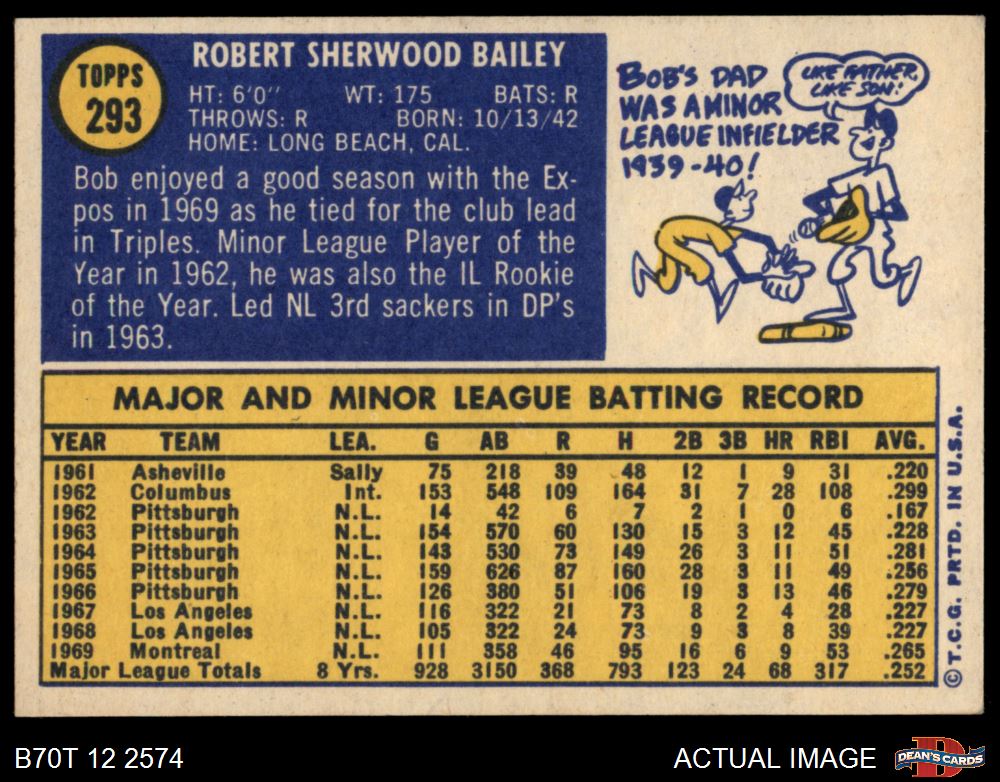 TOPPS
293
ROBERT SHERWOOD BAILEY
HT: 6'0" WT: 175 BATS: R
THROWS: R BORN: 10/13/42
HOME: LONG BEACH, CAL.
Bob enjoyed a good season with the Ex-
pos in 1969 as he tied for the club lead
in Triples. Minor League Player of the
Year in 1962, he was also the IL Rookie
of the Year. Led NL 3rd sackers in DP's
in 1963.
BOB'S DAD
WAS A MINOR
LEAGUE INFIELDER
1939-40!
LIKE FATHER,
LIKE SON!
MAJOR AND MINOR LEAGUE BATTING RECORD
YEAR TEAM LEA. G AB R H 2B 3B HR RBI AVG.
1961 Asheville Sally 75 218 39 48 12 1 9 31 .220
1962 Columbus Int. 153 548 109 164 31 7 28 108 .299
1962 Pittsburgh N.L. 14 42 6 7 2 1 0 6 .167
1963 Pittsburgh N.L. 154 570 60 130 15 3 12 45 .228
1964 Pittsburgh N.L. 143 530 73 149 26 3 11 51 .281
1965 Pittsburgh N.L. 159 626 87 160 28 3 11 49 .256
1966 Pittsburgh N.L. 126 380 51 106 19 3 13 46 .279
1967 Los Angeles N.L. 116 322 21 73 8 2 4 28 .227
1968 Los Angeles N.L. 105 322 24 73 9 3 8 39 .227
1969 Montreal N.L. 111 358 46 95 16 6 9 53 .265
Major League Totals 8 Yrs. 928 3150 368 793 123 24 68 317 .252
© T.C.G. PRTD. IN U.S.A.
B70T 12 2574
ACTUAL IMAGE
D
DEAN'S CARDS